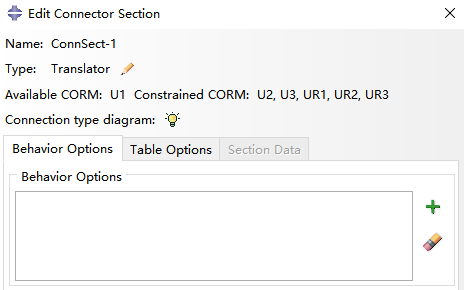 Edit Connector Section
Name: ConnSect-1
Type: Translator
Available CORM: U1 Constrained CORM: U2, U3, UR1, UR2, UR3
Connection type diagram:
Behavior Options Table Options Section Data
Behavior Options